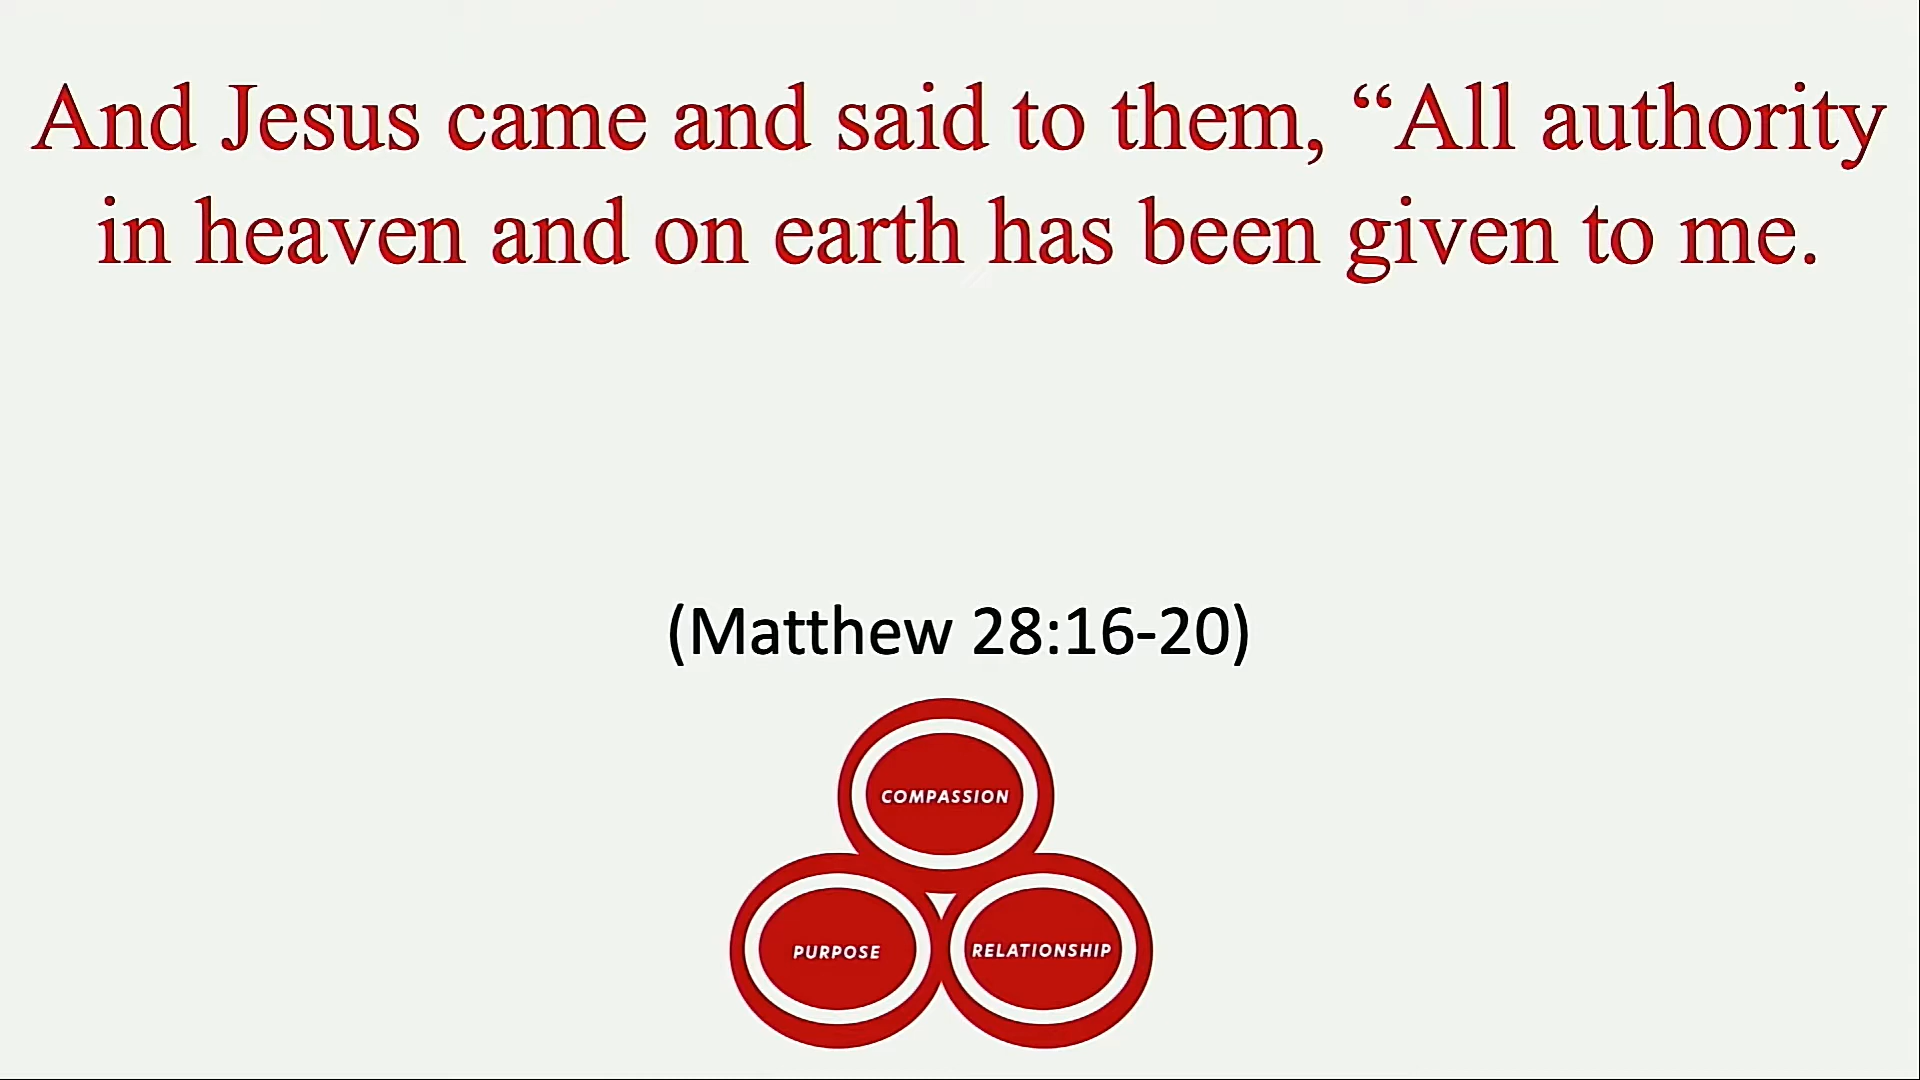 And Jesus came and said to them, “All authority
in heaven and on earth has been given to me.
(Matthew 28:16-20)
COMPASSION
PURPOSE
RELATIONSHIP